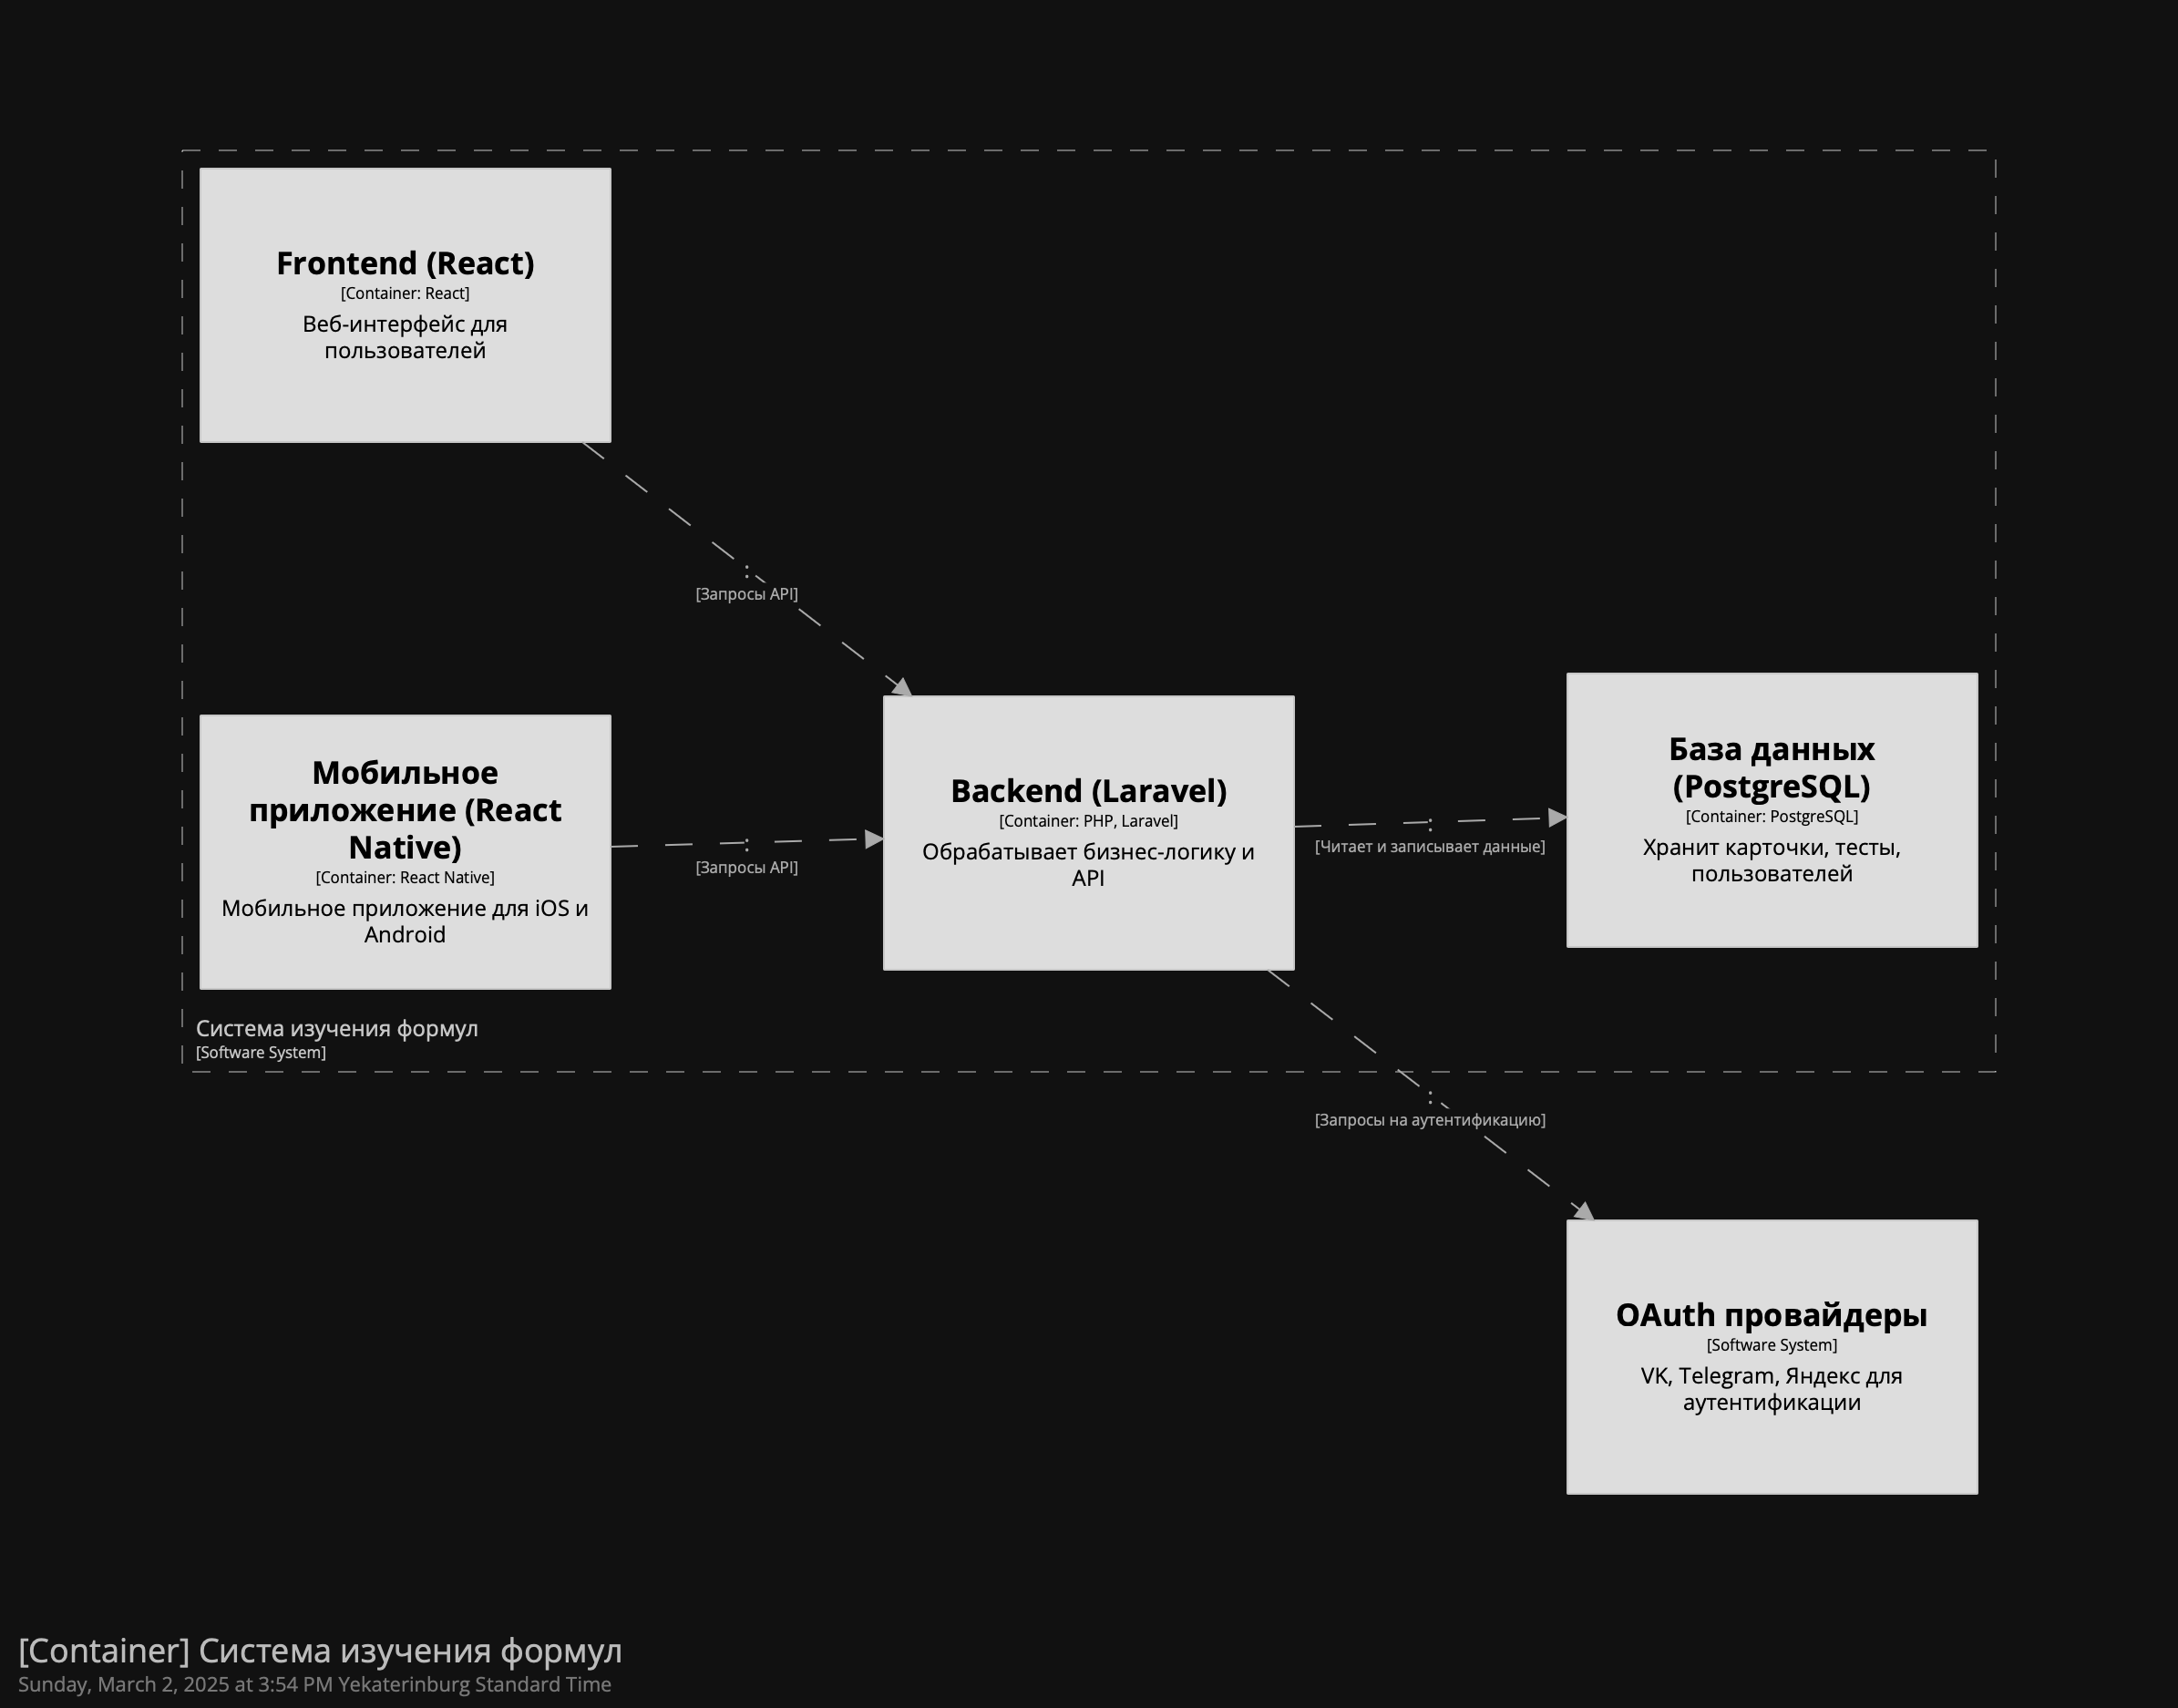 Frontend (React)
[Container: React]
Веб-интерфейс для
пользователей
:
[Запросы API]
Мобильное
приложение (React
Native)
[Container: React Native]
Мобильное приложение для iOS и
Android
:
[Запросы API]
Backend (Laravel)
[Container: PHP, Laravel]
Обрабатывает бизнес-логику и
API
:
[Читает и записывает данные]
База данных
(PostgreSQL)
[Container: PostgreSQL]
Хранит карточки, тесты,
пользователей
Система изучения формул
[Software System]
:
[Запросы на аутентификацию]
OAuth провайдеры
[Software System]
VK, Telegram, Яндекс для
аутентификации
[Container] Система изучения формул
Sunday, March 2, 2025 at 3:54 PM Yekaterinburg Standard Time